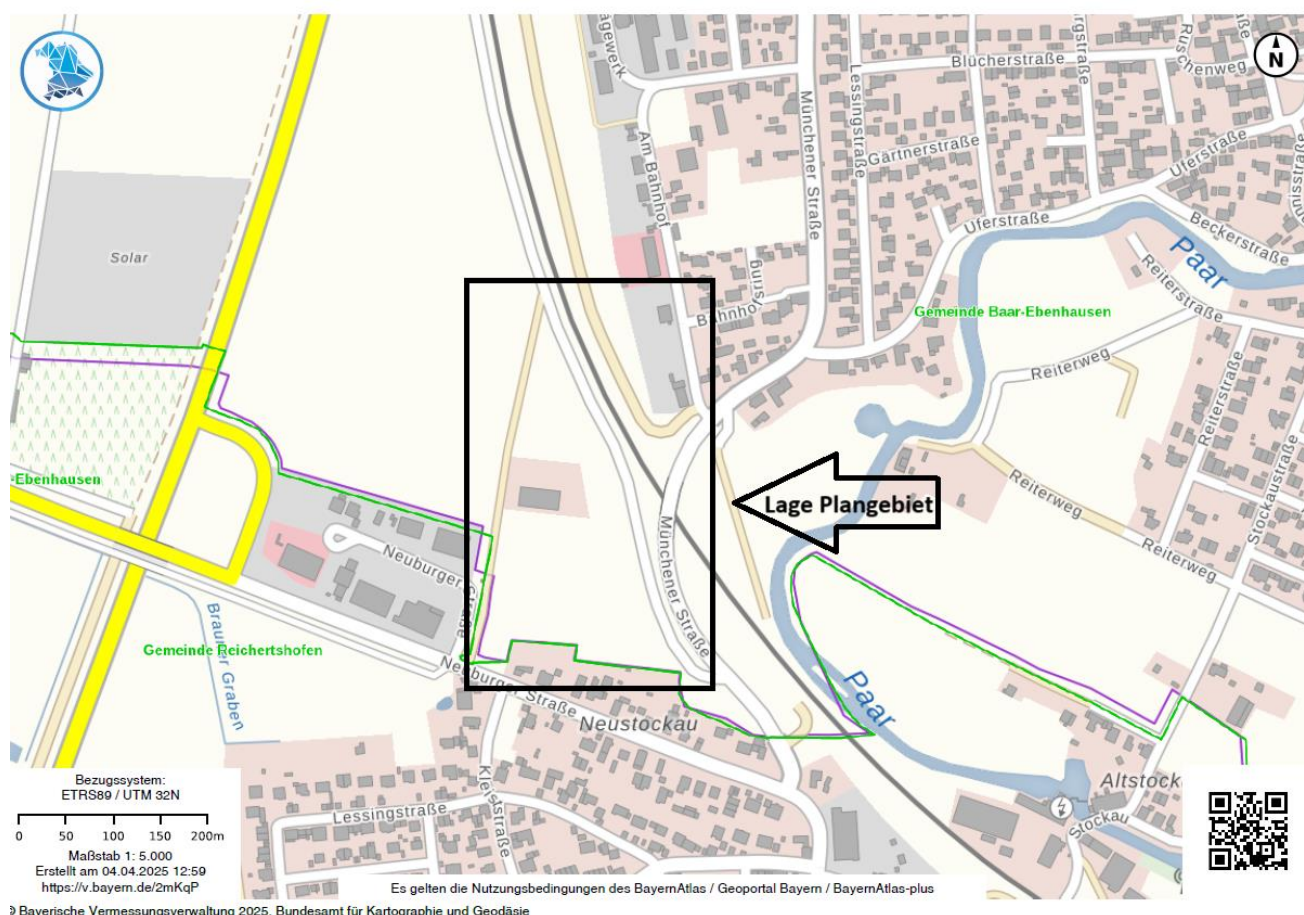 N
Blücherstraße
Lessingstraße
Gärtnerstraße
Münchener Straße
Am Bahnhof
Uferstraße
Uferstraße
Beckerstraße
Paar
Reiterstraße
Solar
Gemeinde Baar-Ebenhausen
Reiterweg
Reiterstraße
Stockaustraße
Reiterweg
Reiterweg
Ebenhausen
Lage Plangebiet
Neuburger Straße
Münchener Straße
Brauner Graben
Gemeinde Reichertshofen
Neuburger Straße
Neustockau
Paar
Kleiststraße
Lessingstraße
Altstock
Stockau
Bezugssystem:
ETRS89 / UTM 32N
0 50 100 150 200m
Maßstab 1: 5.000
Erstellt am 04.04.2025 12:59
https://v.bayern.de/2mKqP
Es gelten die Nutzungsbedingungen des BayernAtlas / Geoportal Bayern / BayernAtlas-plus
© Bayerische Vermessungsverwaltung 2025, Bundesamt für Kartographie und Geodäsie